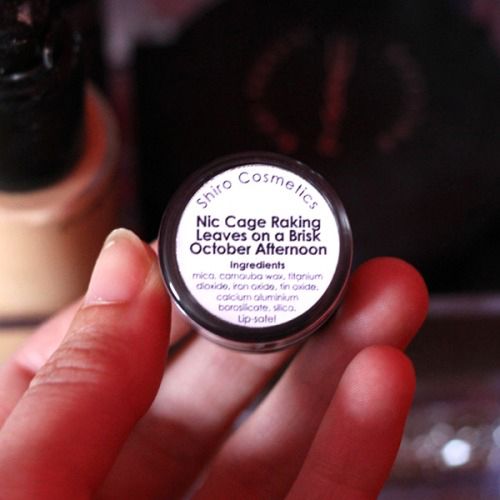 Shiro Cosmetics
Nic Cage Raking
Leaves on a Brisk
October Afternoon
Ingredients
mica, carnauba wax, titanium
dioxide, iron oxide, tin oxide,
calcium aluminium
borosilicate, silica.
Lip-safe!